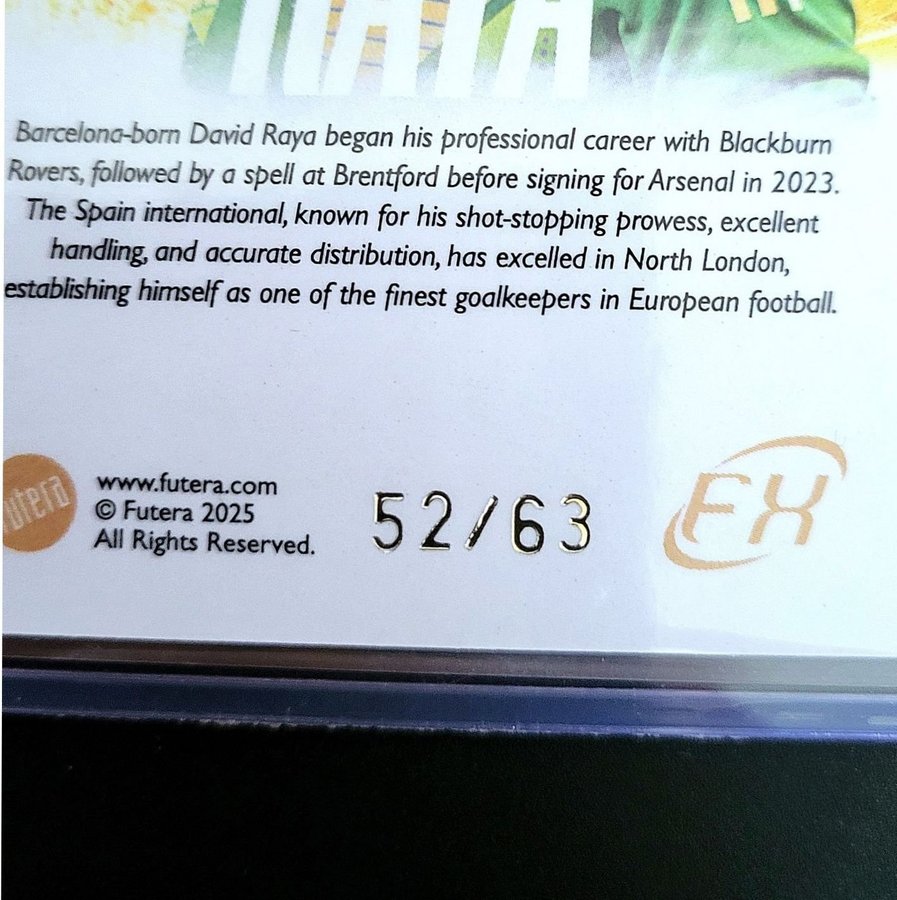 RAYA
Barcelona-born David Raya began his professional career with Blackburn
Rovers, followed by a spell at Brentford before signing for Arsenal in 2023.
The Spain international, known for his shot-stopping prowess, excellent
handling, and accurate distribution, has excelled in North London,
establishing himself as one of the finest goalkeepers in European football.
futera
www.futera.com
© Futera 2025
All Rights Reserved.
52/63
FX